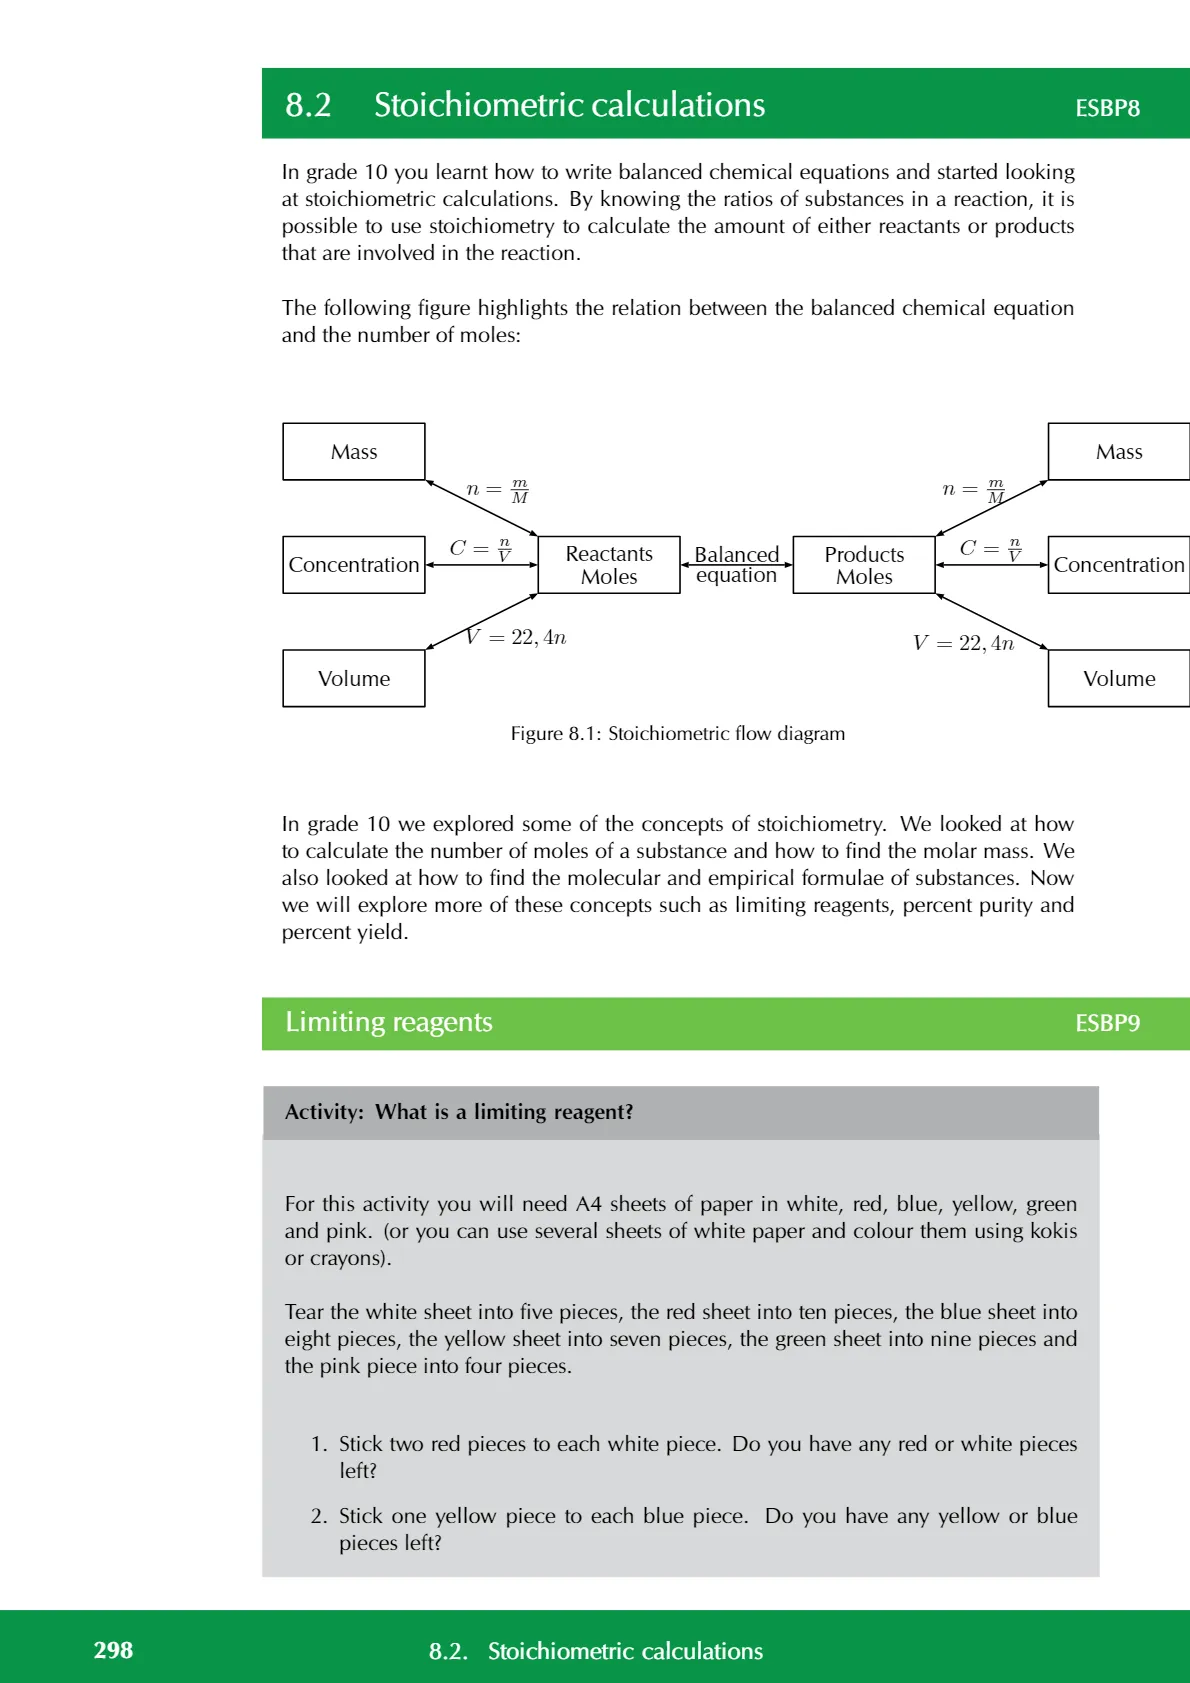 8.2 Stoichiometric calculations ESBP8
In grade 10 you learnt how to write balanced chemical equations and started looking
at stoichiometric calculations. By knowing the ratios of substances in a reaction, it is
possible to use stoichiometry to calculate the amount of either reactants or products
that are involved in the reaction.
The following figure highlights the relation between the balanced chemical equation
and the number of moles:
Mass
n = m/M
Concentration
C = n/V
Volume
V = 22, 4n
Reactants
Moles
Balanced
equation
Products
Moles
Mass
n = m/M
Concentration
C = n/V
Volume
V = 22, 4n
Figure 8.1: Stoichiometric flow diagram
In grade 10 we explored some of the concepts of stoichiometry. We looked at how
to calculate the number of moles of a substance and how to find the molar mass. We
also looked at how to find the molecular and empirical formulae of substances. Now
we will explore more of these concepts such as limiting reagents, percent purity and
percent yield.
Limiting reagents ESBP9
Activity: What is a limiting reagent?
For this activity you will need A4 sheets of paper in white, red, blue, yellow, green
and pink. (or you can use several sheets of white paper and colour them using kokis
or crayons).
Tear the white sheet into five pieces, the red sheet into ten pieces, the blue sheet into
eight pieces, the yellow sheet into seven pieces, the green sheet into nine pieces and
the pink piece into four pieces.
1. Stick two red pieces to each white piece. Do you have any red or white pieces
left?
2. Stick one yellow piece to each blue piece. Do you have any yellow or blue
pieces left?
298 8.2. Stoichiometric calculations